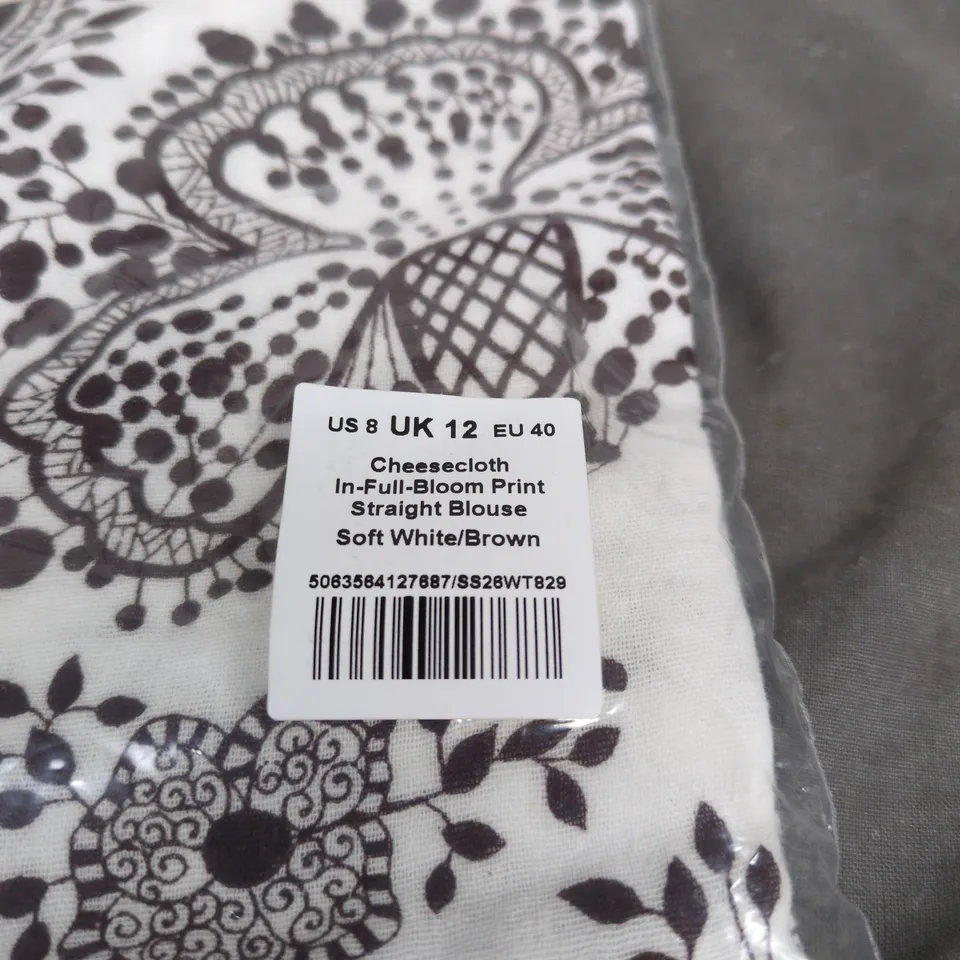 US 8 UK 12 EU 40
Cheesecloth
In-Full-Bloom Print
Straight Blouse
Soft White/Brown
5063564127687/SS26WT829